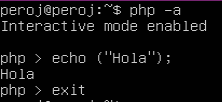 peroj@peroj:~$ php -a
Interactive mode enabled
php > echo ("Hola");
Hola
php > exit